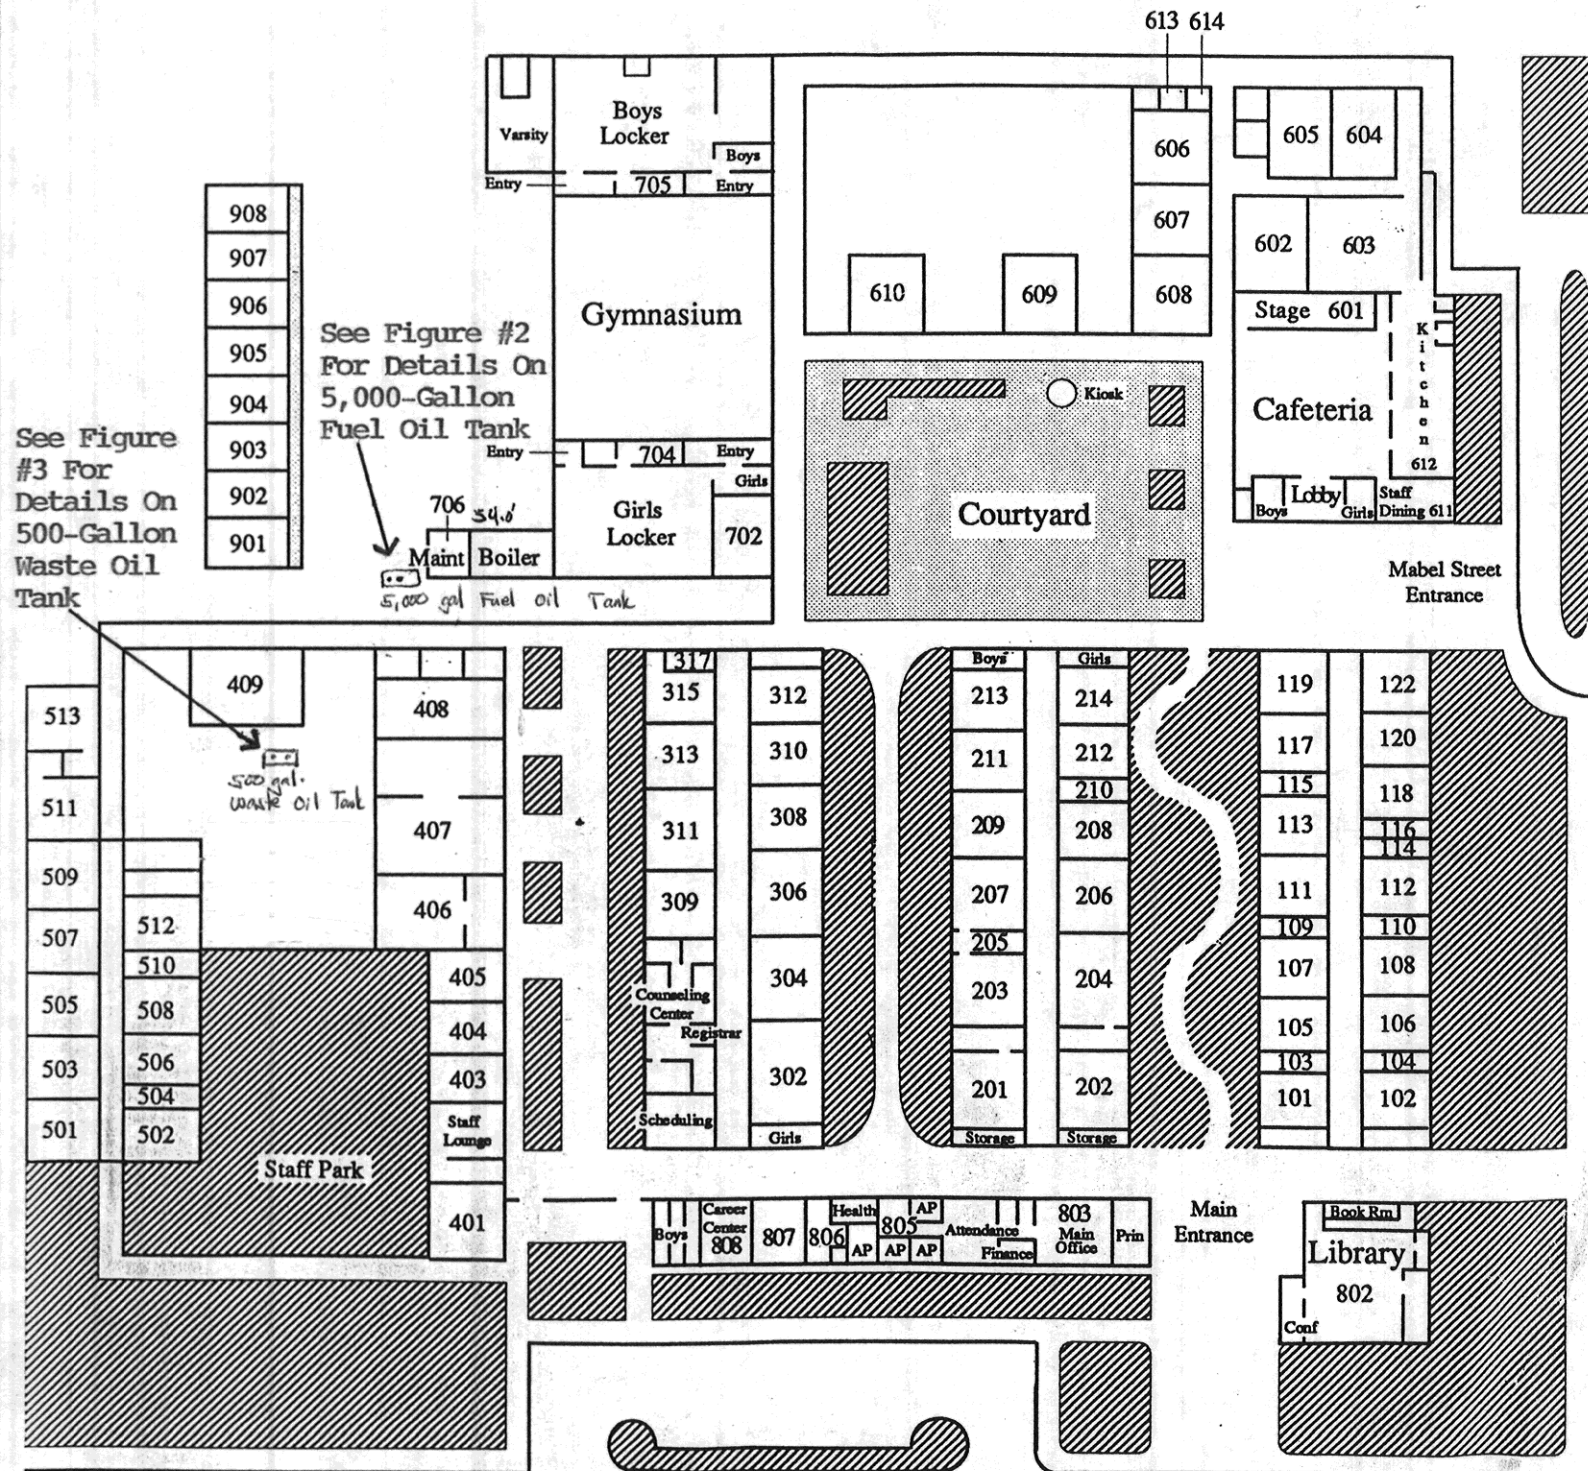 613 614
Boys
Locker
Varsity
Boys
Entry
705
Entry
606
605
604
607
602
603
608
610
609
Stage 601
Kitchen
612
Cafeteria
Lobby
Boys
Girls
Staff
Dining 611
908
907
906
905
904
903
902
901
Gymnasium
See Figure #2
For Details On
5,000-Gallon
Fuel Oil Tank
See Figure
#3 For
Details On
500-Gallon
Waste Oil
Tank
Entry
704
Entry
Girls
Girls
Locker
702
706
54.0'
Maint
Boiler
5,000 gal Fuel Oil Tank
Kiosk
Courtyard
Mabel Street
Entrance
409
408
407
406
405
404
403
Staff
Lounge
401
500 gal.
Waste Oil Tank
513
511
509
507
505
503
501
512
510
508
506
504
502
Staff Park
317
315
313
311
309
Counseling
Center
Registrar
Scheduling
312
310
308
306
304
302
Girls
Boys
213
211
209
207
205
203
201
Storage
Girls
214
212
210
208
206
204
202
Storage
119
117
115
113
111
109
107
105
103
101
122
120
118
116
114
112
110
108
106
104
102
Boys
Career
Center
808
807
806
Health
AP
805
AP
AP
AP
Attendance
Finance
803
Main
Office
Prin
Main
Entrance
Book Rm
Library
802
Conf